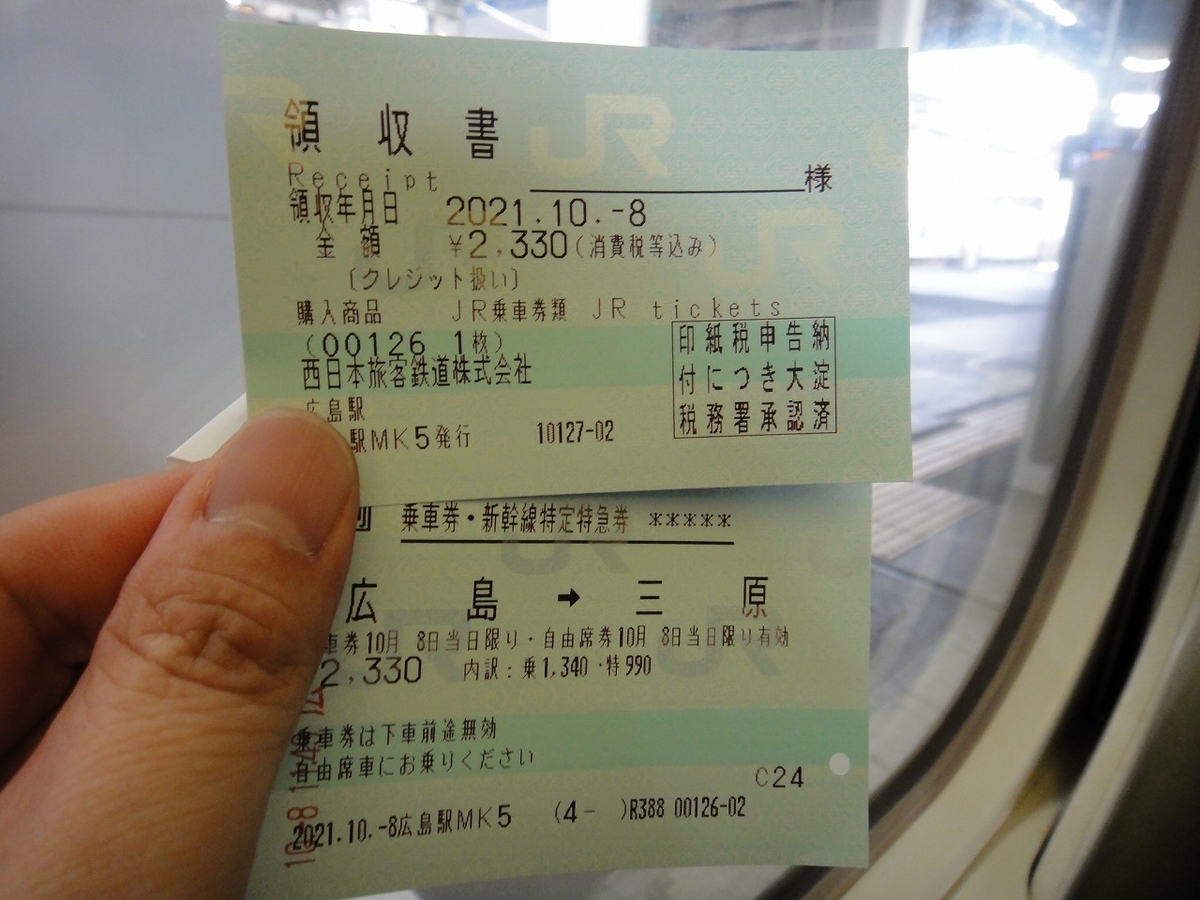 領収書
Receipt 様
領収年月日 2021.10.-8
金額 ¥2,330(消費税等込み)
〔クレジット扱い〕
購入商品 JR乗車券類 JR tickets
(00126 1枚)
西日本旅客鉄道株式会社
広島駅
駅MK5発行 10127-02
印紙税申告納
付につき大淀
税務署承認済
JR
乗車券・新幹線特定特急券 *****
広島 → 三原
車券10月 8日当日限り・自由席券10月 8日当日限り有効
2,330 内訳:乗1,340・特990
乗車券は下車前途無効
自由席車にお乗りください
C24
2021.10.-8広島駅MK5 (4- )R388 00126-02